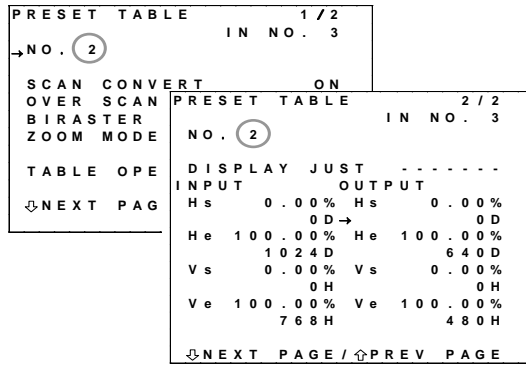 PRESET TABLE 1/2
IN NO. 3
→NO. 2
SCAN CONVERT ON
OVER SCAN
BIRASTER
ZOOM MODE
TABLE OPE
⇩NEXT PAG
PRESET TABLE 2/2
IN NO. 3
NO. 2
DISPLAY JUST -------
INPUT OUTPUT
Hs 0.00% Hs 0.00%
0D → 0D
He 100.00% He 100.00%
1024D 640D
Vs 0.00% Vs 0.00%
0H 0H
Ve 100.00% Ve 100.00%
768H 480H
⇩NEXT PAGE/⇧PREV PAGE